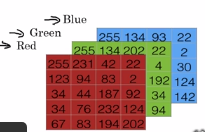 Blue
Green
Red
255 134 93 22
255 134 202 22 2
255 231 42 22 4 30
123 94 83 2 192 124
34 44 187 92 34 142
34 76 232 124 94
67 83 194 202